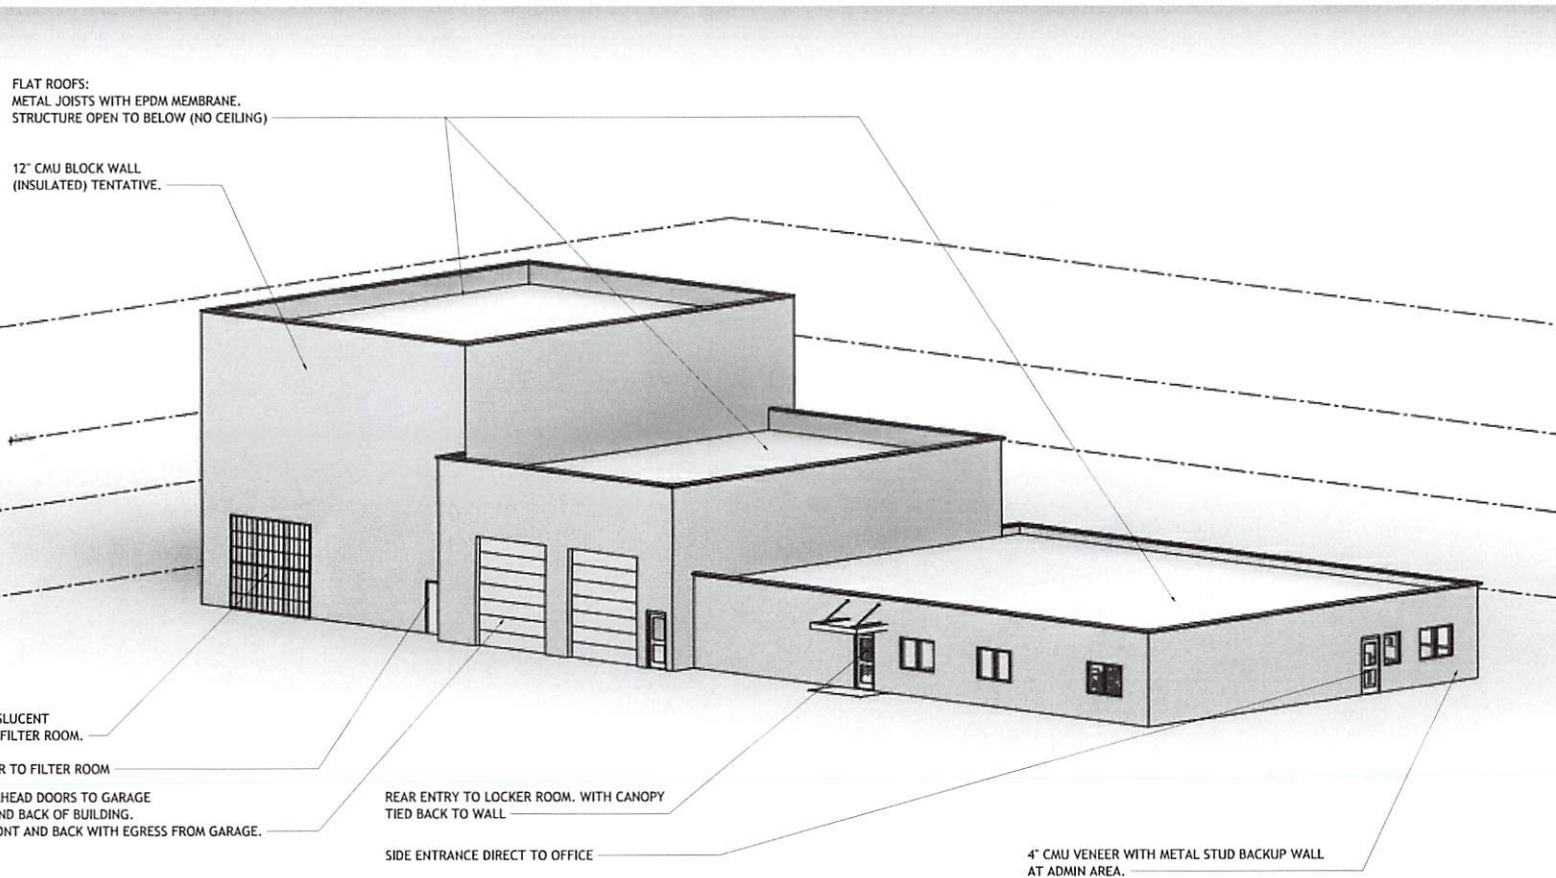 FLAT ROOFS:
METAL JOISTS WITH EPDM MEMBRANE.
STRUCTURE OPEN TO BELOW (NO CEILING)
12" CMU BLOCK WALL
(INSULATED) TENTATIVE.
SLUCENT
FILTER ROOM.
R TO FILTER ROOM
HEAD DOORS TO GARAGE
ND BACK OF BUILDING.
ONT AND BACK WITH EGRESS FROM GARAGE.
REAR ENTRY TO LOCKER ROOM. WITH CANOPY
TIED BACK TO WALL
SIDE ENTRANCE DIRECT TO OFFICE
4" CMU VENEER WITH METAL STUD BACKUP WALL
AT ADMIN AREA.